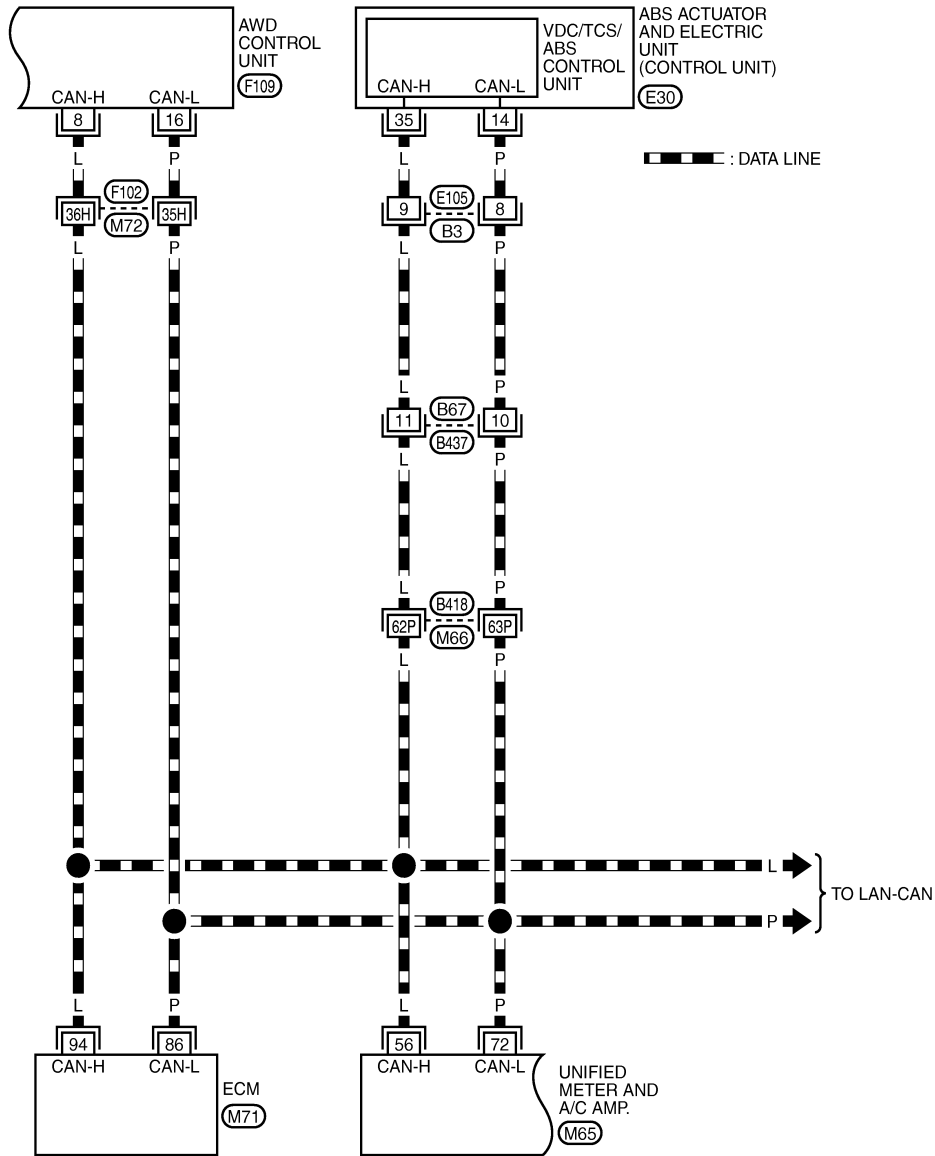 AWD
CONTROL
UNIT
F109
CAN-H CAN-L
8 16
L P
36H F102 35H
M72
L P
VDC/TCS/
ABS
CONTROL
UNIT
CAN-H CAN-L
ABS ACTUATOR
AND ELECTRIC
UNIT
(CONTROL UNIT)
E30
35 14
L P
: DATA LINE
9 E105 8
B3
L P
L P
11 B67 10
B437
L P
L P
62P B418 63P
M66
L P
L
P
TO LAN-CAN
L P
94 86
CAN-H CAN-L
ECM
M71
L P
56 72
CAN-H CAN-L
UNIFIED
METER AND
A/C AMP.
M65